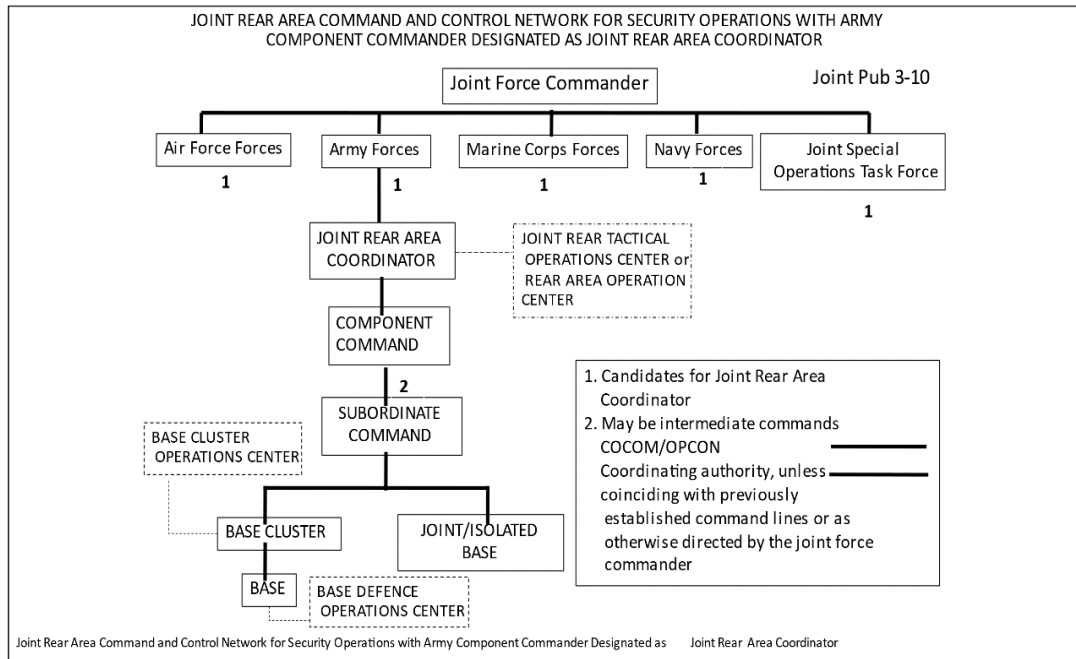 JOINT REAR AREA COMMAND AND CONTROL NETWORK FOR SECURITY OPERATIONS WITH ARMY
COMPONENT COMMANDER DESIGNATED AS JOINT REAR AREA COORDINATOR
Joint Pub 3-10
Joint Force Commander
Air Force Forces
1
Army Forces
1
Marine Corps Forces
1
Navy Forces
1
Joint Special
Operations Task Force
1
JOINT REAR AREA
COORDINATOR
JOINT REAR TACTICAL
OPERATIONS CENTER or
REAR AREA OPERATION
CENTER
COMPONENT
COMMAND
2
SUBORDINATE
COMMAND
BASE CLUSTER
OPERATIONS CENTER
BASE CLUSTER
JOINT/ISOLATED
BASE
BASE
BASE DEFENCE
OPERATIONS CENTER
1. Candidates for Joint Rear Area
Coordinator
2. May be intermediate commands
COCOM/OPCON
Coordinating authority, unless
coinciding with previously
established command lines or as
otherwise directed by the joint force
commander
Joint Rear Area Command and Control Network for Security Operations with Army Component Commander Designated as Joint Rear Area Coordinator